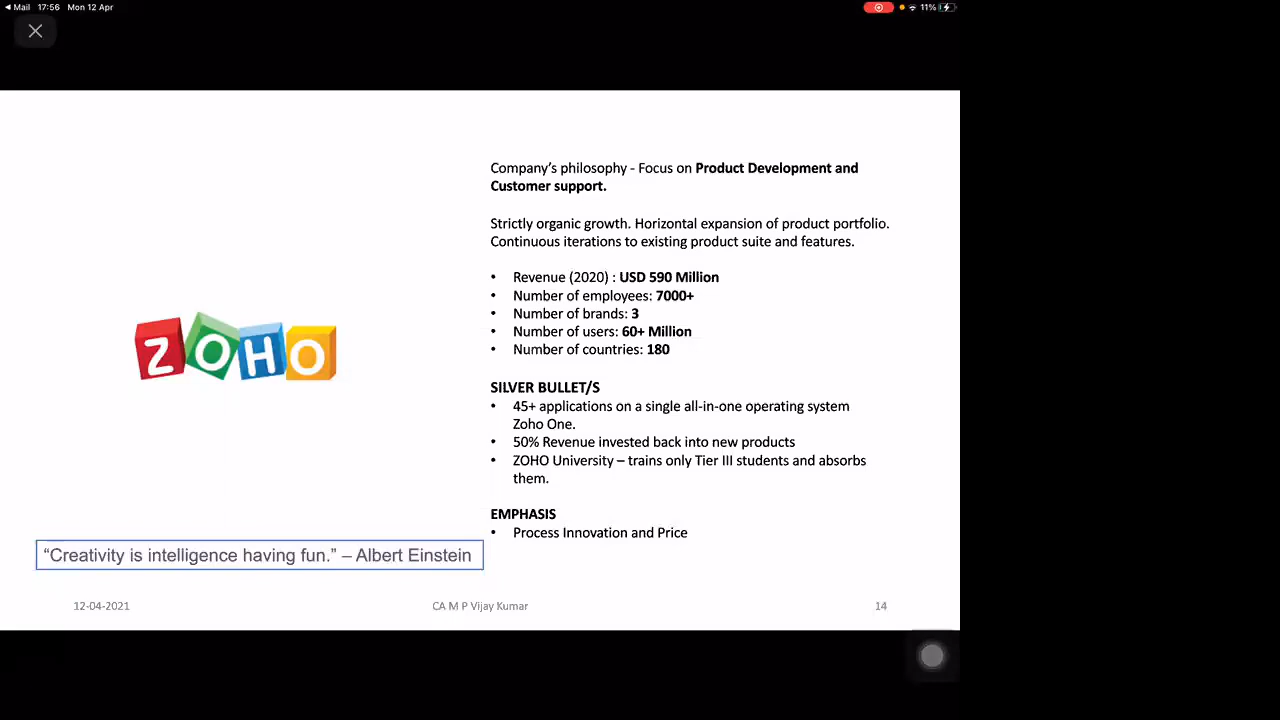 Mail 17:56 Mon 12 Apr
11%
Company's philosophy - Focus on Product Development and
Customer support.
Strictly organic growth. Horizontal expansion of product portfolio.
Continuous iterations to existing product suite and features.
• Revenue (2020) : USD 590 Million
• Number of employees: 7000+
• Number of brands: 3
• Number of users: 60+ Million
• Number of countries: 180
ZOHO
SILVER BULLET/S
• 45+ applications on a single all-in-one operating system
Zoho One.
• 50% Revenue invested back into new products
• ZOHO University – trains only Tier III students and absorbs
them.
EMPHASIS
• Process Innovation and Price
“Creativity is intelligence having fun.” – Albert Einstein
12-04-2021
CA M P Vijay Kumar
14